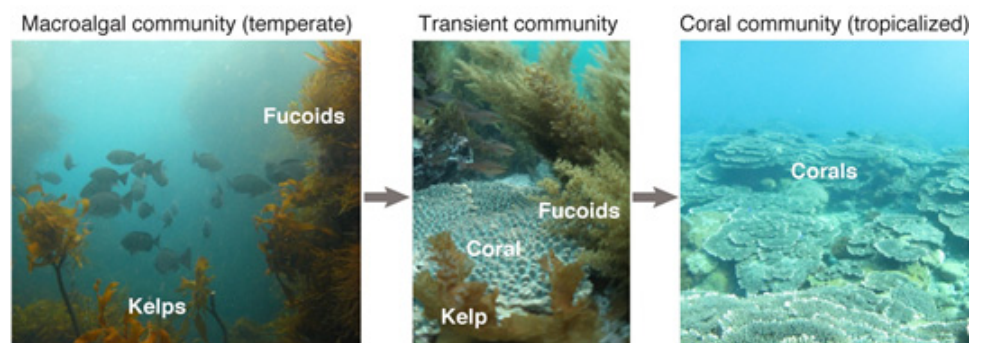 Macroalgal community (temperate)
Transient community
Coral community (tropicalized)
Fucoids
Kelps
Fucoids
Coral
Kelp
Corals